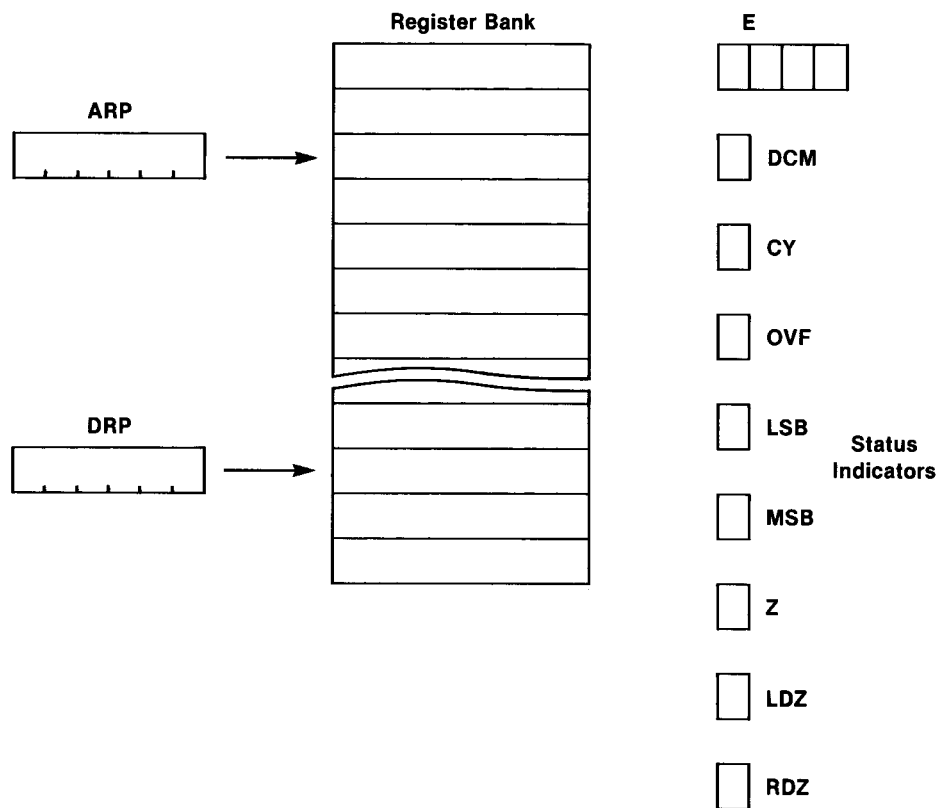 Register Bank
E
ARP
DCM
CY
OVF
DRP
LSB
Status
Indicators
MSB
Z
LDZ
RDZ